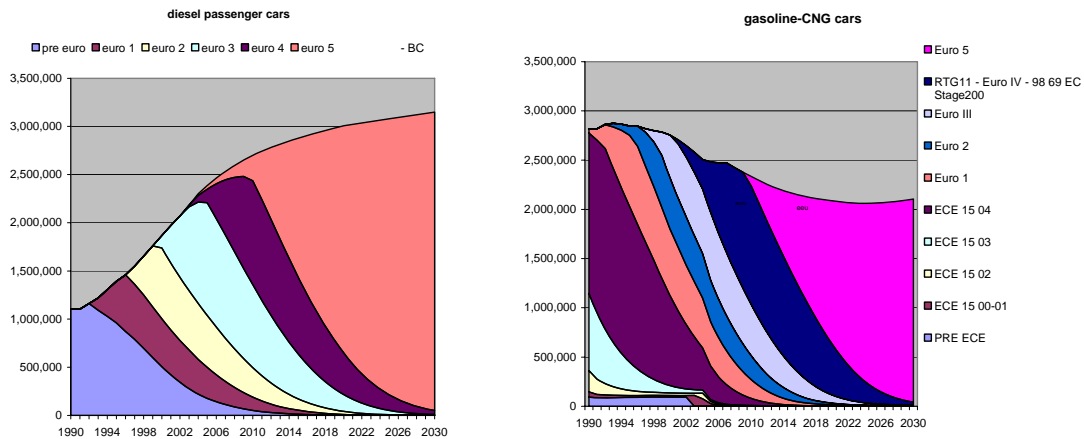 diesel passenger cars
pre euro euro 1 euro 2 euro 3 euro 4 euro 5 - BC
3,500,000
3,000,000
2,500,000
2,000,000
1,500,000
1,000,000
500,000
0
1990 1994 1998 2002 2006 2010 2014 2018 2022 2026 2030
gasoline-CNG cars
3,500,000
3,000,000
2,500,000
2,000,000
1,500,000
1,000,000
500,000
0
1990 1994 1998 2002 2006 2010 2014 2018 2022 2026 2030
Euro 5
RTG11 - Euro IV - 98 69 EC
Stage200
Euro III
Euro 2
Euro 1
ECE 15 04
ECE 15 03
ECE 15 02
ECE 15 00-01
PRE ECE